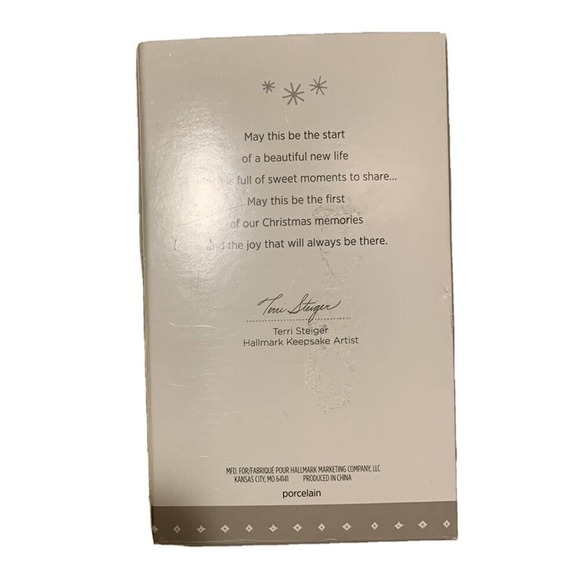 May this be the start
of a beautiful new life
is full of sweet moments to share...
May this be the first
of our Christmas memories
and the joy that will always be there.
Terri Steiger
Terri Steiger
Hallmark Keepsake Artist
MFD. FOR/FABRIQUÉ POUR HALLMARK MARKETING COMPANY, LLC
KANSAS CITY, MO 64141 PRODUCED IN CHINA
porcelain